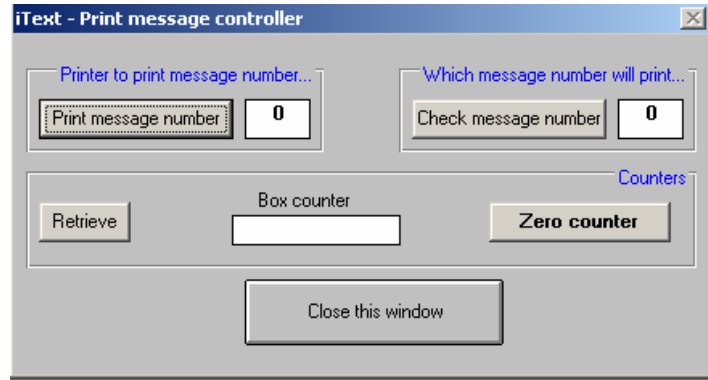 iText - Print message controller
Printer to print message number...
Print message number
0
Which message number will print...
Check message number
0
Counters
Retrieve
Box counter
Zero counter
Close this window